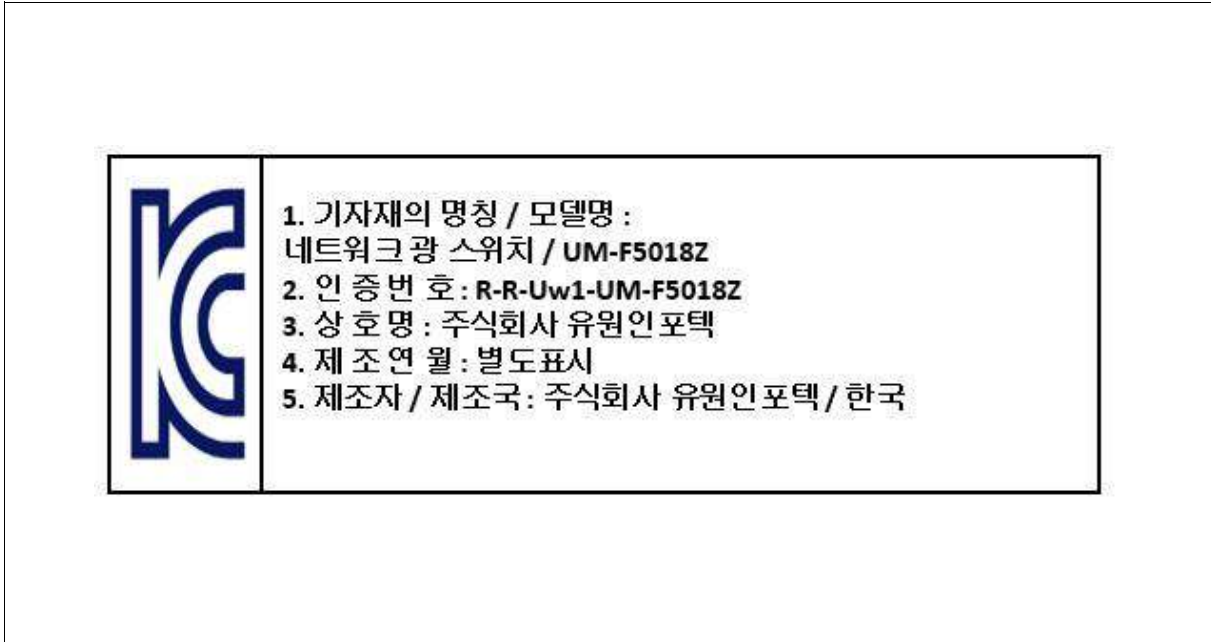 KC
1. 기자재의 명칭 / 모델명 :
네트워크 광 스위치 / UM-F5018Z
2. 인 증 번 호 : R-R-Uw1-UM-F5018Z
3. 상 호 명 : 주식회사 유원인포텍
4. 제 조 연 월 : 별도표시
5. 제조자 / 제조국 : 주식회사 유원인포텍 / 한국